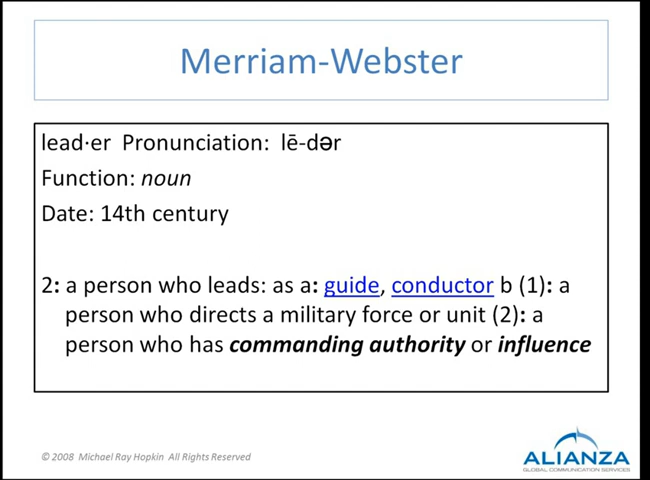 Merriam-Webster
lead·er Pronunciation: lē-dər
Function: noun
Date: 14th century
2: a person who leads: as a: guide, conductor b (1): a
person who directs a military force or unit (2): a
person who has commanding authority or influence
© 2008 Michael Ray Hopkin All Rights Reserved
ALIANZA
GLOBAL COMMUNICATION SERVICES